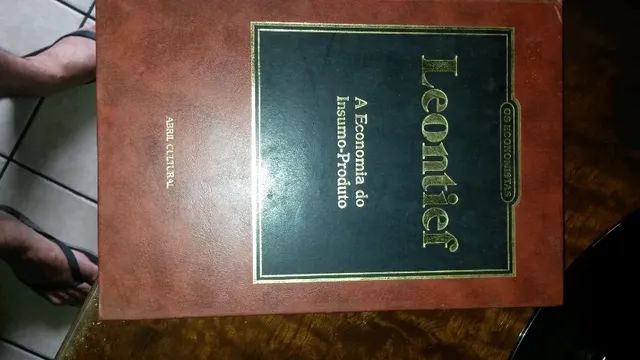 OS ECONOMISTAS
Leontief
A Economia do
Insumo-Produto
ABRIL CULTURAL